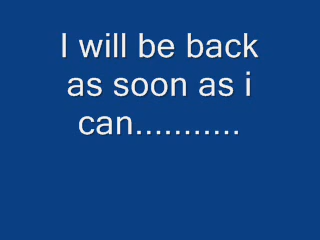 I will be back
as soon as i
can...........